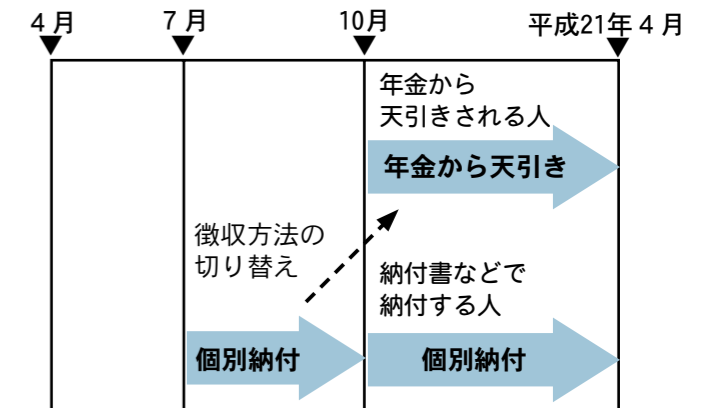 4月
7月
10月
平成21年4月
年金から
天引きされる人
年金から天引き
徴収方法の
切り替え
納付書などで
納付する人
個別納付
個別納付